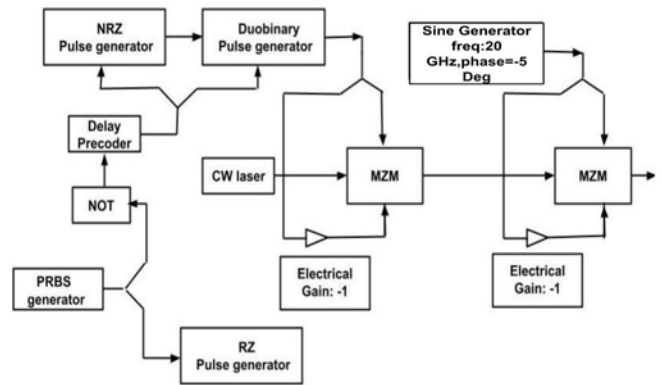 NRZ
Pulse generator
Duobinary
Pulse generator
Sine Generator
freq:20
GHz,phase=-5
Deg
Delay
Precoder
CW laser
MZM
MZM
NOT
Electrical
Gain: -1
Electrical
Gain: -1
PRBS
generator
RZ
Pulse generator